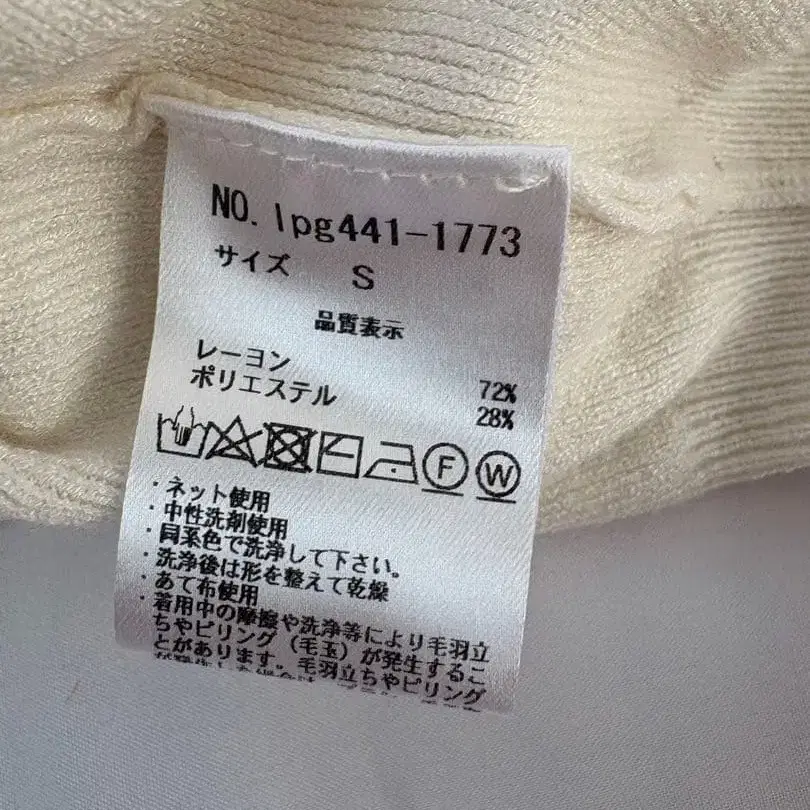 NO. lpg441-1773
サイズ S
品質表示
レーヨン 72%
ポリエステル 28%
F W
・ネット使用
・中性洗剤使用
・同系色で洗浄して下さい。
・洗浄後は形を整えて乾燥
・あて布使用
・着用中の摩擦や洗浄等により毛羽立
ちやピリング（毛玉）が発生するこ
とがあります。毛羽立ちやピリング